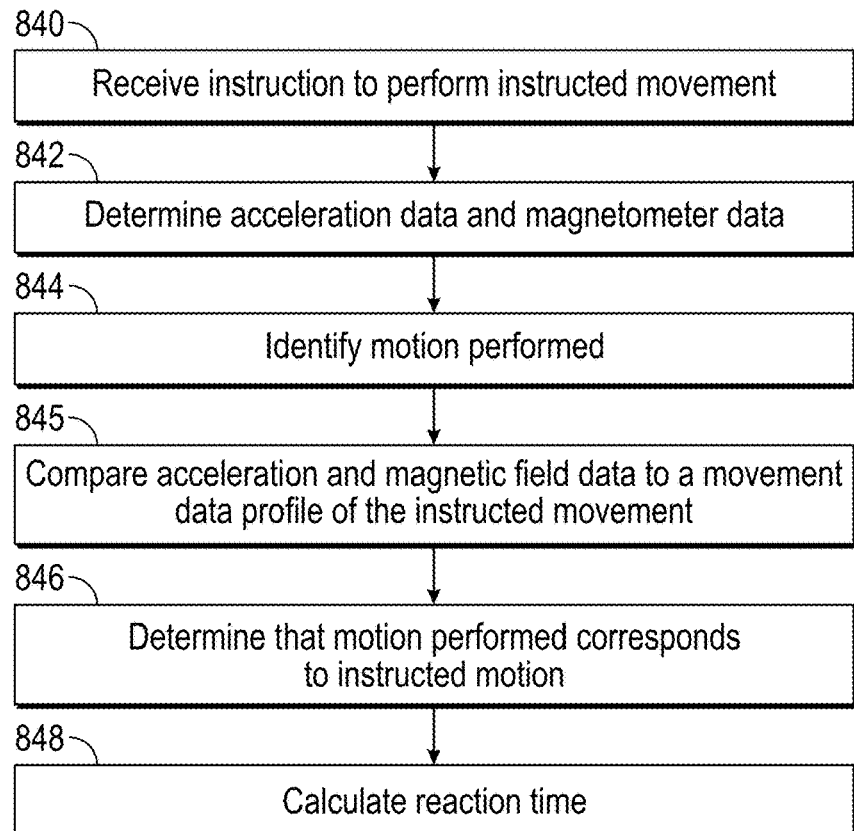 840
Receive instruction to perform instructed movement
842
Determine acceleration data and magnetometer data
844
Identify motion performed
845
Compare acceleration and magnetic field data to a movement
data profile of the instructed movement
846
Determine that motion performed corresponds
to instructed motion
848
Calculate reaction time